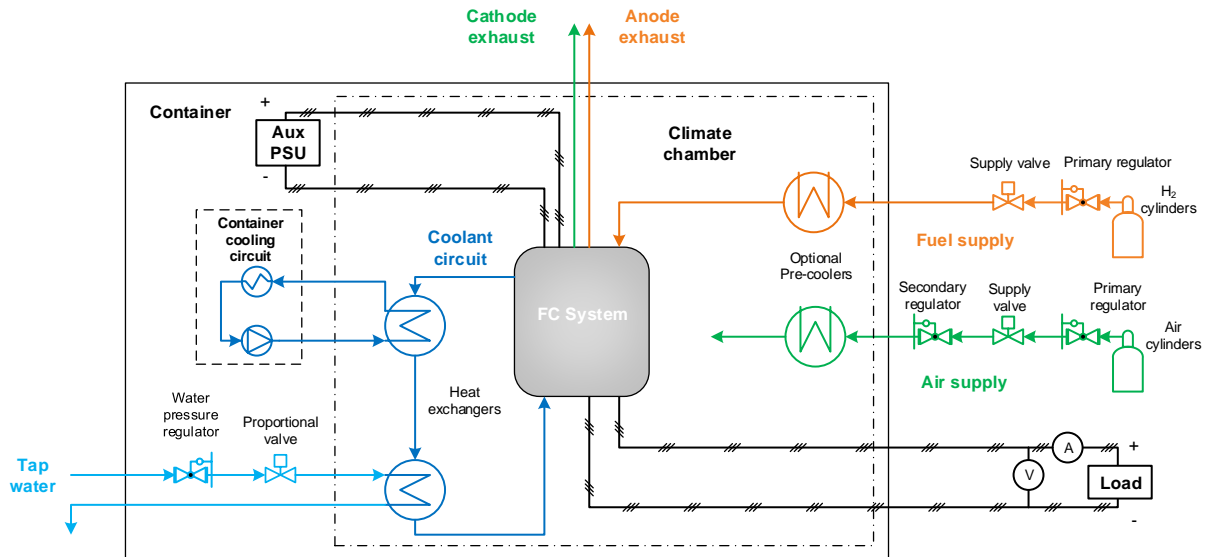 Cathode
exhaust
Anode
exhaust
Container
+
Aux
PSU
-
Climate
chamber
Supply valve
Primary regulator
H2
cylinders
Fuel supply
Container
cooling
circuit
Coolant
circuit
Optional
Pre-coolers
FC System
Secondary
regulator
Supply
valve
Primary
regulator
Air
cylinders
Air supply
Heat
exchangers
Water
pressure
regulator
Proportional
valve
Tap
water
A
V
+
Load
-